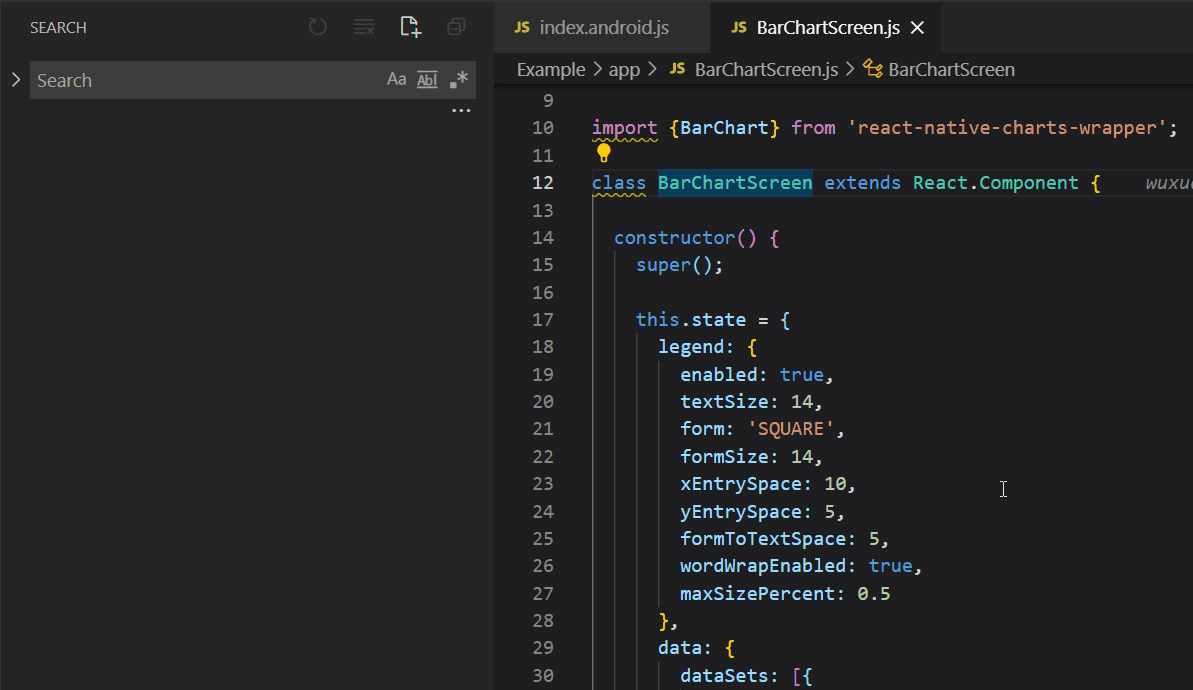 SEARCH
Search
Aa Abl .*
...
JS index.android.js
JS BarChartScreen.js
Example > app > JS BarChartScreen.js > BarChartScreen
9
10 import {BarChart} from 'react-native-charts-wrapper';
11
12 class BarChartScreen extends React.Component {
13
14 constructor() {
15 super();
16
17 this.state = {
18 legend: {
19 enabled: true,
20 textSize: 14,
21 form: 'SQUARE',
22 formSize: 14,
23 xEntrySpace: 10,
24 yEntrySpace: 5,
25 formToTextSpace: 5,
26 wordWrapEnabled: true,
27 maxSizePercent: 0.5
28 },
29 data: {
30 dataSets: [{